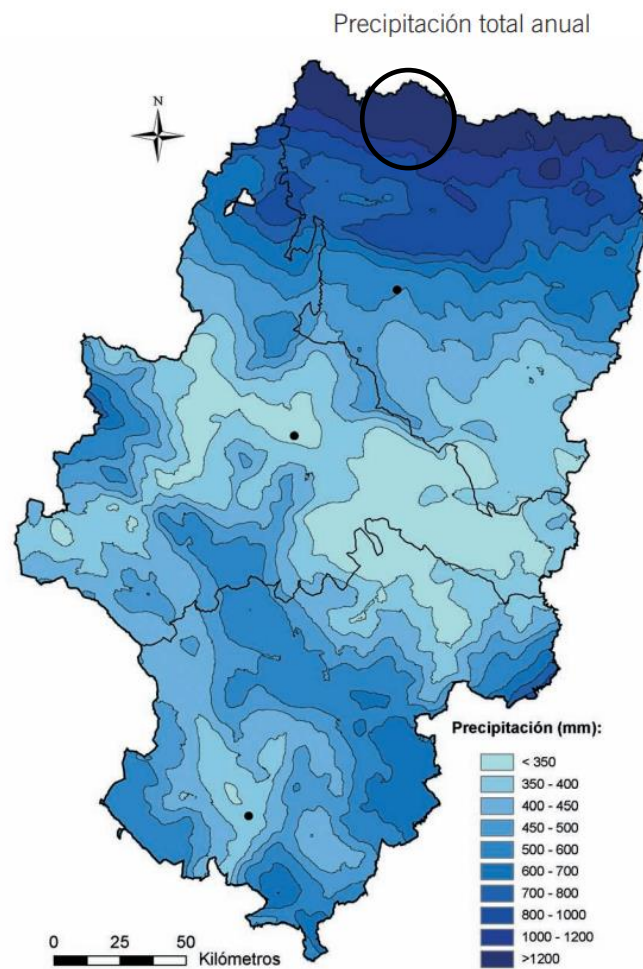 Precipitación total anual
N
Precipitación (mm):
< 350
350 - 400
400 - 450
450 - 500
500 - 600
600 - 700
700 - 800
800 - 1000
1000 - 1200
>1200
0 25 50
Kilómetros